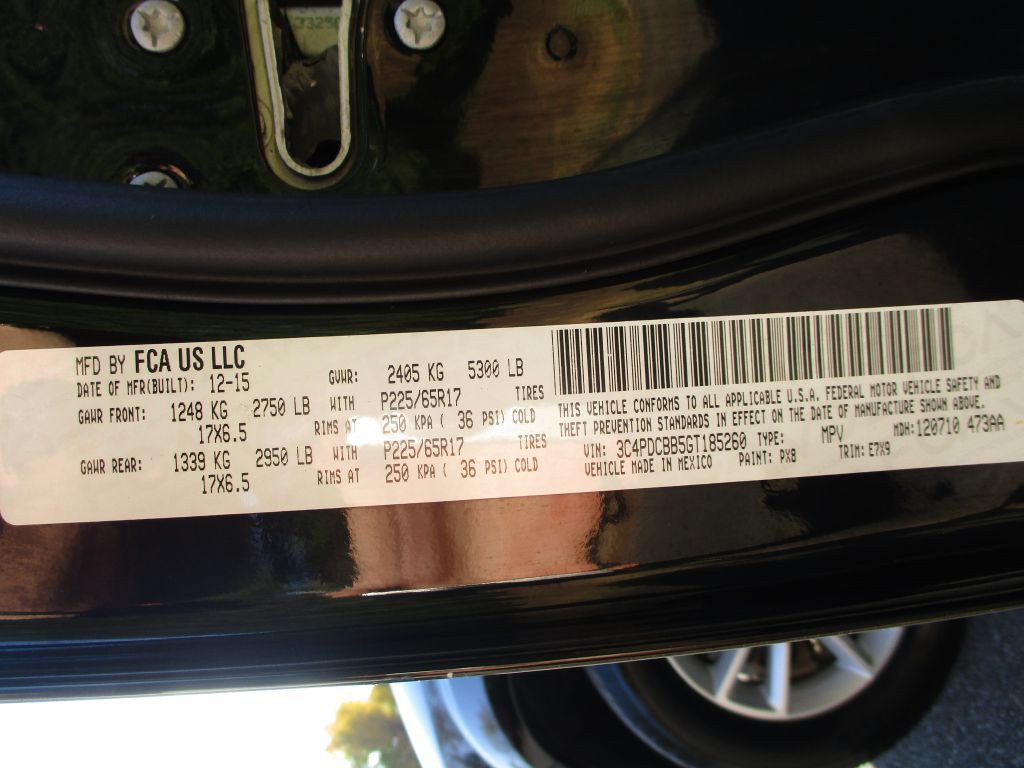 MFD BY FCA US LLC
DATE OF MFR(BUILT): 12-15
GVWR: 2405 KG 5300 LB
GAWR FRONT: 1248 KG 2750 LB WITH P225/65R17 TIRES
17X6.5 RIMS AT 250 KPA ( 36 PSI) COLD
GAWR REAR: 1339 KG 2950 LB WITH P225/65R17 TIRES
17X6.5 RIMS AT 250 KPA ( 36 PSI) COLD
THIS VEHICLE CONFORMS TO ALL APPLICABLE U.S.A. FEDERAL MOTOR VEHICLE SAFETY AND
THEFT PREVENTION STANDARDS IN EFFECT ON THE DATE OF MANUFACTURE SHOWN ABOVE.
VIN: 3C4PDCBB5GT185260 TYPE: MPV MDH:120710 473AA
VEHICLE MADE IN MEXICO PAINT: PX8 TRIM: E7X9